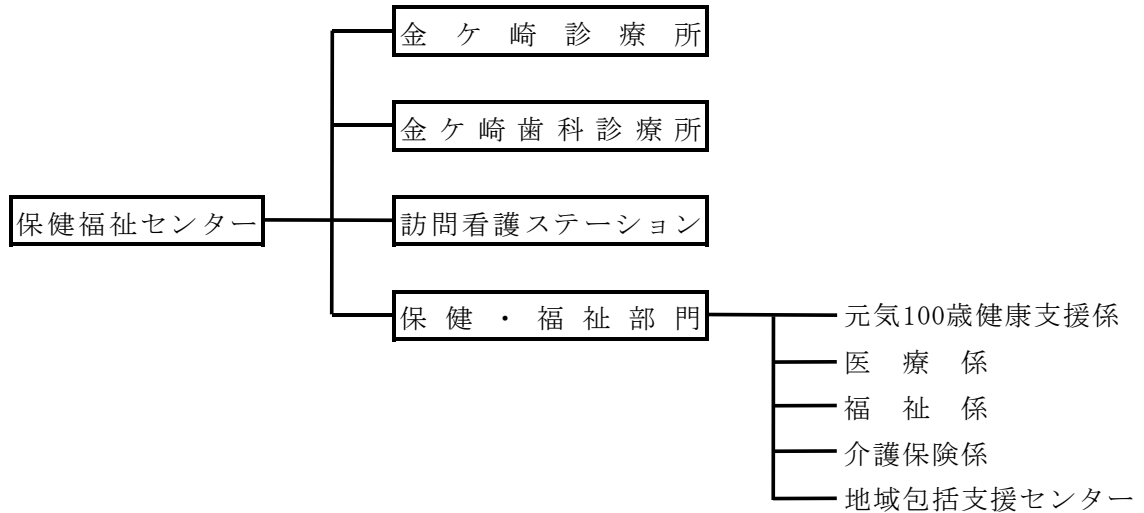 金ケ崎診療所
金ケ崎歯科診療所
保健福祉センター
訪問看護ステーション
保健・福祉部門
元気100歳健康支援係
医療係
福祉係
介護保険係
地域包括支援センター